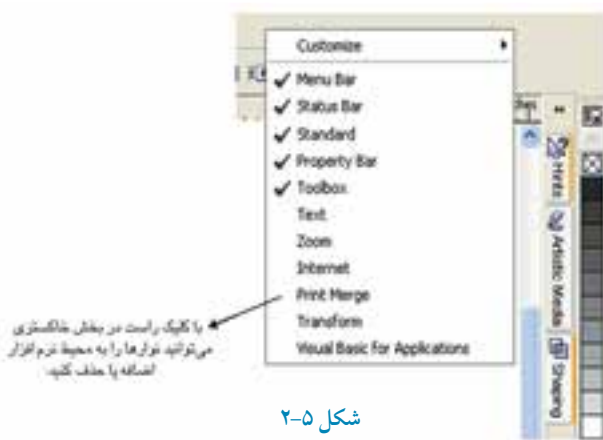 Customize
Menu Bar
Status Bar
Standard
Property Bar
Toolbox
Text
Zoom
Internet
Print Merge
Transform
Visual Basic for Applications
Hints
Artistic Media
Shaping
با کلیک راست در بخش خاکستری
می‌توانید نوارها را به محیط نرم‌افزار
اضافه یا حذف کنید.
شکل ۵-۲